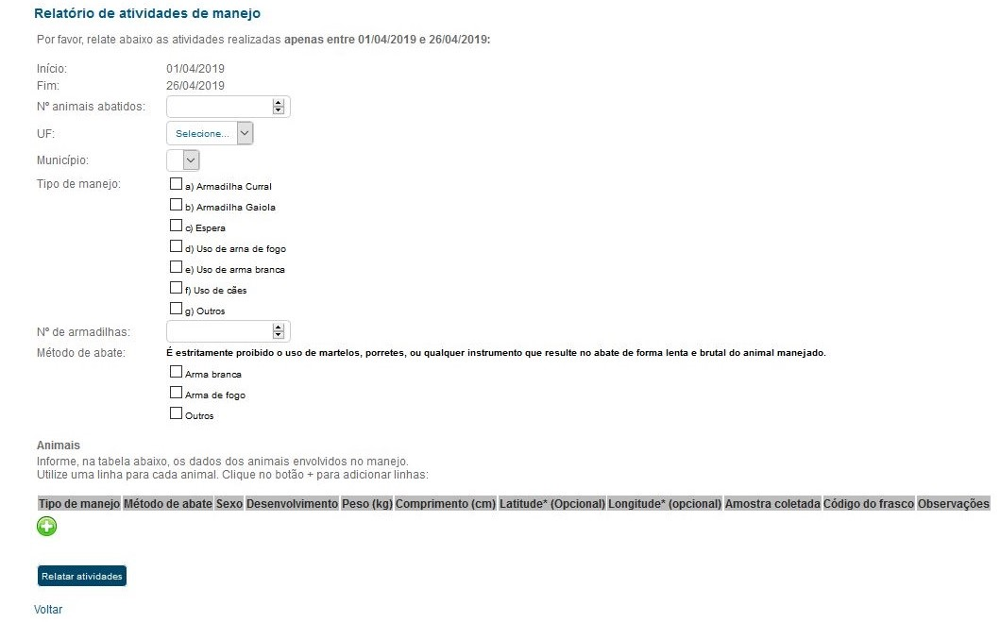 Relatório de atividades de manejo
Por favor, relate abaixo as atividades realizadas apenas entre 01/04/2019 e 26/04/2019:
Início: 01/04/2019
Fim: 26/04/2019
Nº animais abatidos:
UF: Selecione...
Município:
Tipo de manejo: a) Armadilha Curral
b) Armadilha Gaiola
c) Espera
d) Uso de arna de fogo
e) Uso de arma branca
f) Uso de cães
g) Outros
Nº de armadilhas:
Método de abate: É estritamente proibido o uso de martelos, porretes, ou qualquer instrumento que resulte no abate de forma lenta e brutal do animal manejado.
Arma branca
Arma de fogo
Outros
Animais
Informe, na tabela abaixo, os dados dos animais envolvidos no manejo.
Utilize uma linha para cada animal. Clique no botão + para adicionar linhas:
Tipo de manejo Método de abate Sexo Desenvolvimento Peso (kg) Comprimento (cm) Latitude* (Opcional) Longitude* (opcional) Amostra coletada Código do frasco Observações
Relatar atividades
Voltar